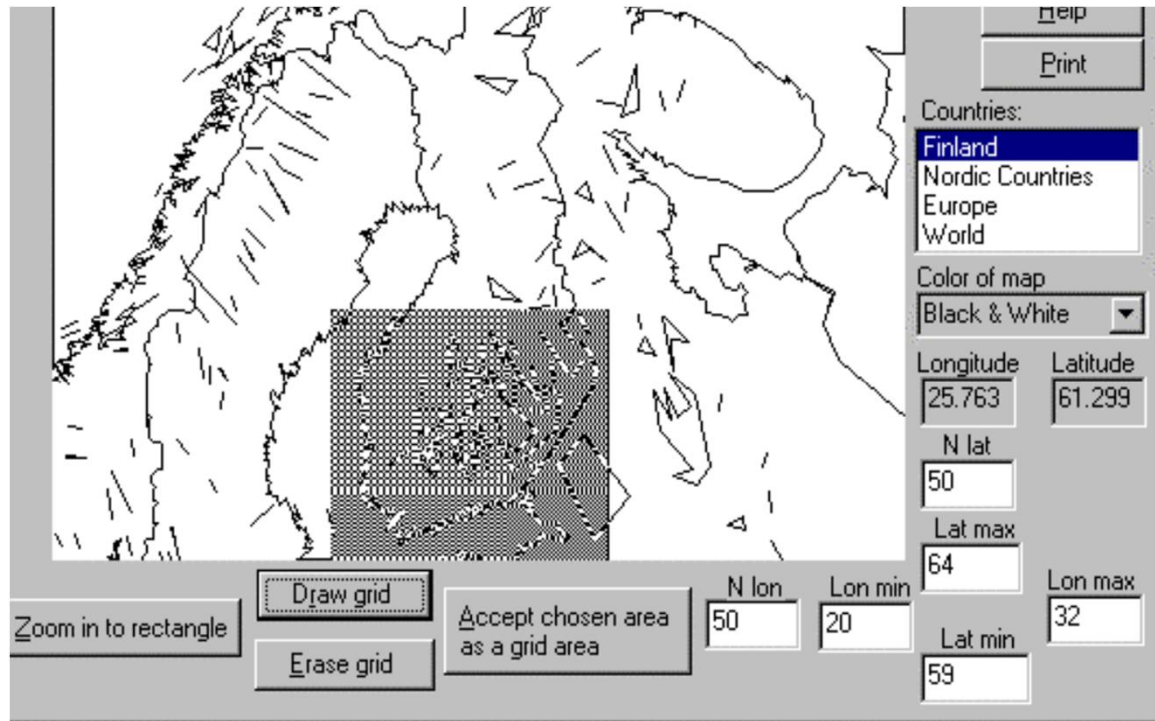 Help
Print
Countries:
Finland
Nordic Countries
Europe
World
Color of map
Black & White
Longitude Latitude
25.763 61.299
N lat
50
Lat max
64
Draw grid
Zoom in to rectangle
Erase grid
Accept chosen area
as a grid area
N lon Lon min
50 20
Lon max
32
Lat min
59